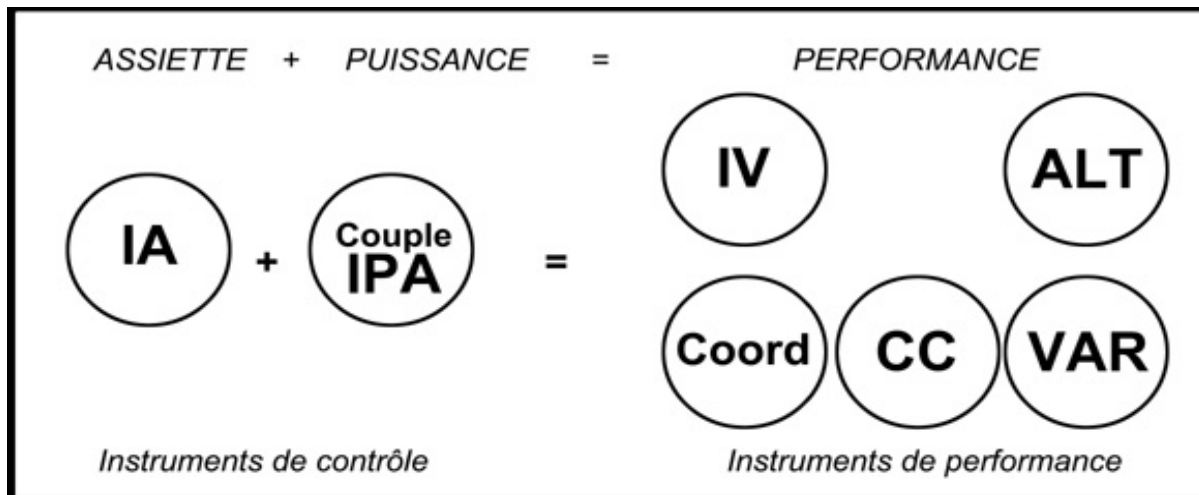 ASSIETTE + PUISSANCE = PERFORMANCE
IV ALT
IA + Couple IPA =
Coord CC VAR
Instruments de contrôle Instruments de performance